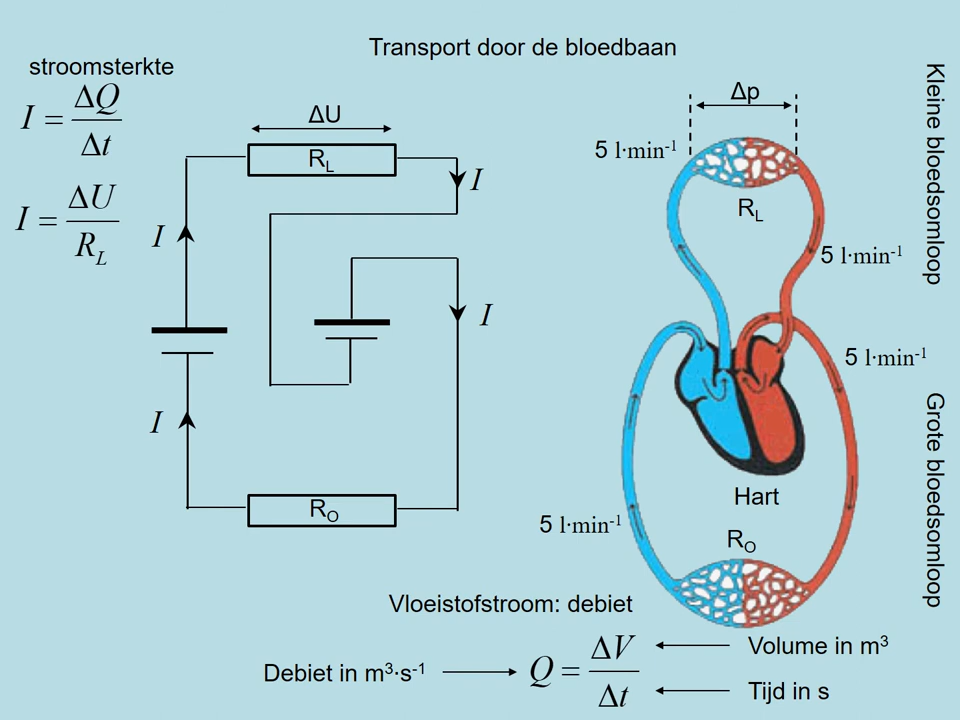 Transport door de bloedbaan
stroomsterkte
I = ΔQ / Δt
I = ΔU / R_L
ΔU
R_L
I
I
I
I
R_O
Δp
5 l·min⁻¹
R_L
5 l·min⁻¹
5 l·min⁻¹
Hart
5 l·min⁻¹
R_O
Kleine bloedsomloop
Grote bloedsomloop
Vloeistofstroom: debiet
Debiet in m³·s⁻¹
Q = ΔV / Δt
Volume in m³
Tijd in s